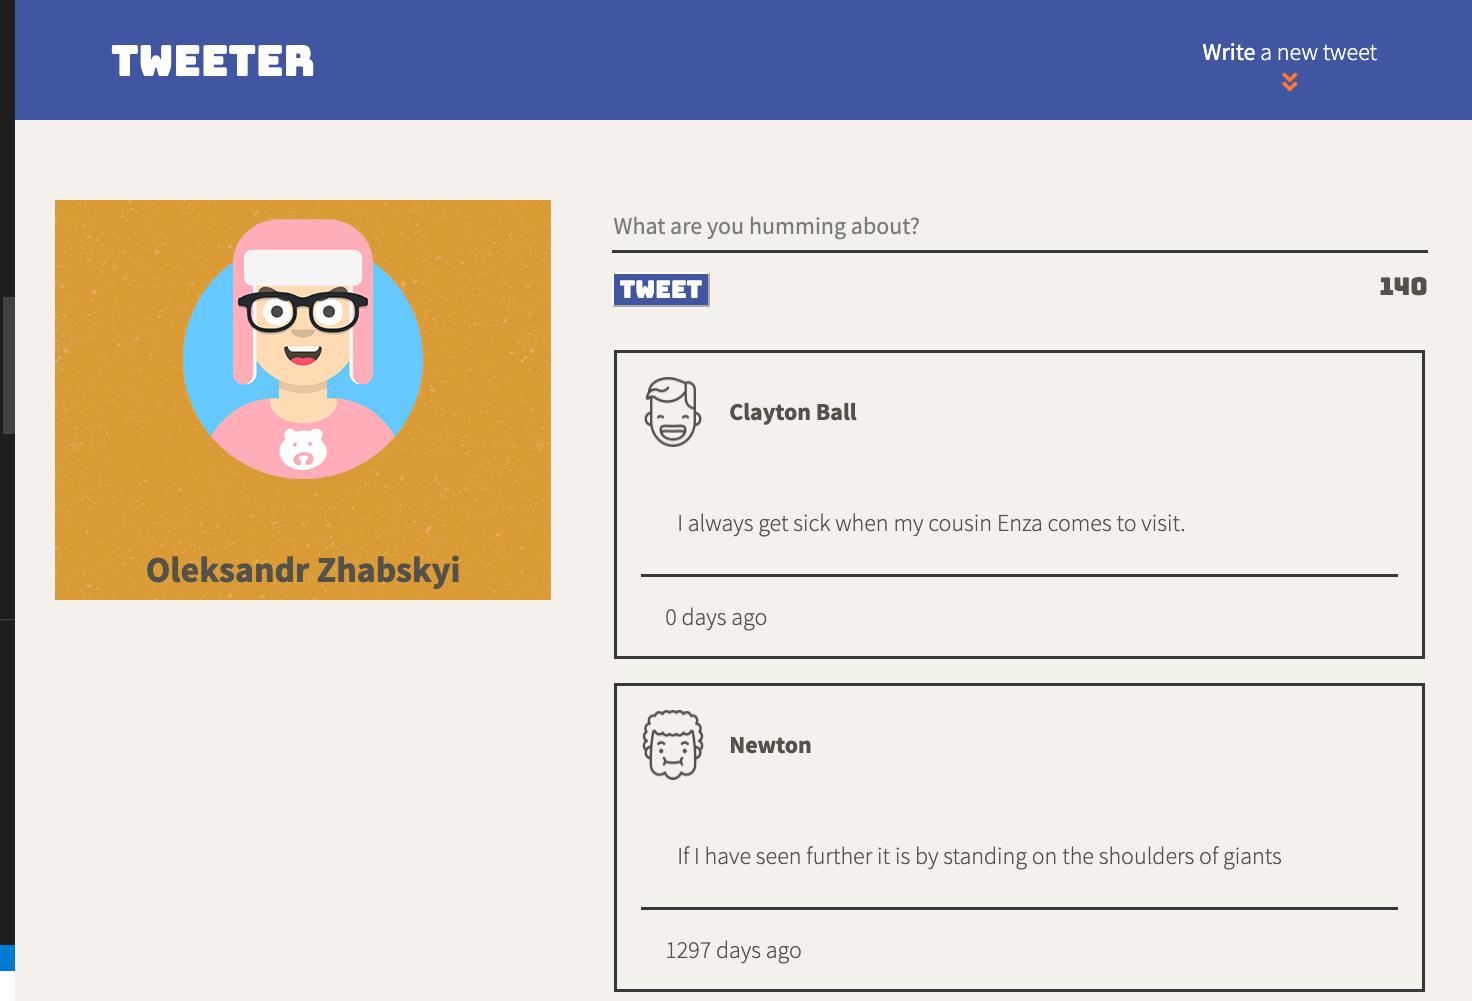 TWEETER
Write a new tweet
Oleksandr Zhabskyi
What are you humming about?
TWEET
140
Clayton Ball
I always get sick when my cousin Enza comes to visit.
0 days ago
Newton
If I have seen further it is by standing on the shoulders of giants
1297 days ago